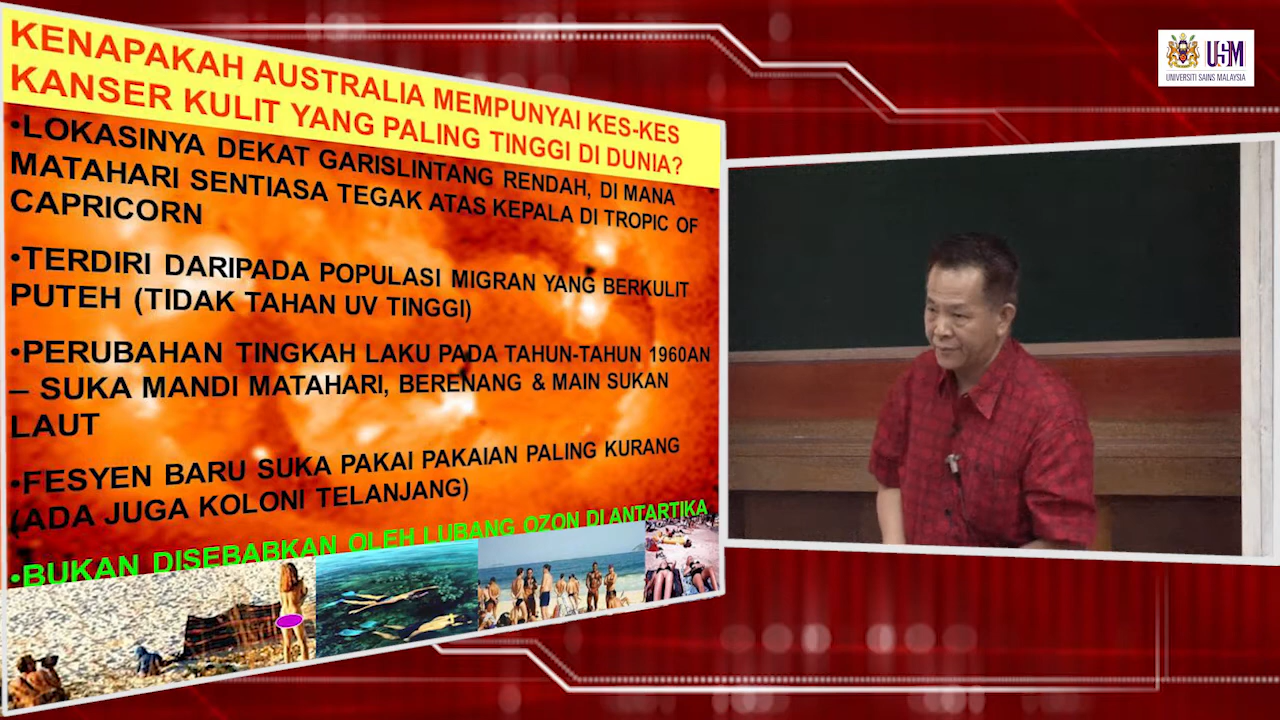 KENAPAKAH AUSTRALIA MEMPUNYAI KES-KES
KANSER KULIT YANG PALING TINGGI DI DUNIA?
•LOKASINYA DEKAT GARISLINTANG RENDAH, DI MANA
MATAHARI SENTIASA TEGAK ATAS KEPALA DI TROPIC OF
CAPRICORN
•TERDIRI DARIPADA POPULASI MIGRAN YANG BERKULIT
PUTEH (TIDAK TAHAN UV TINGGI)
•PERUBAHAN TINGKAH LAKU PADA TAHUN-TAHUN 1960AN
– SUKA MANDI MATAHARI, BERENANG & MAIN SUKAN
LAUT
•FESYEN BARU SUKA PAKAI PAKAIAN PALING KURANG
(ADA JUGA KOLONI TELANJANG)
•BUKAN DISEBABKAN OLEH LUBANG OZON DI ANTARTIKA
USM
UNIVERSITI SAINS MALAYSIA